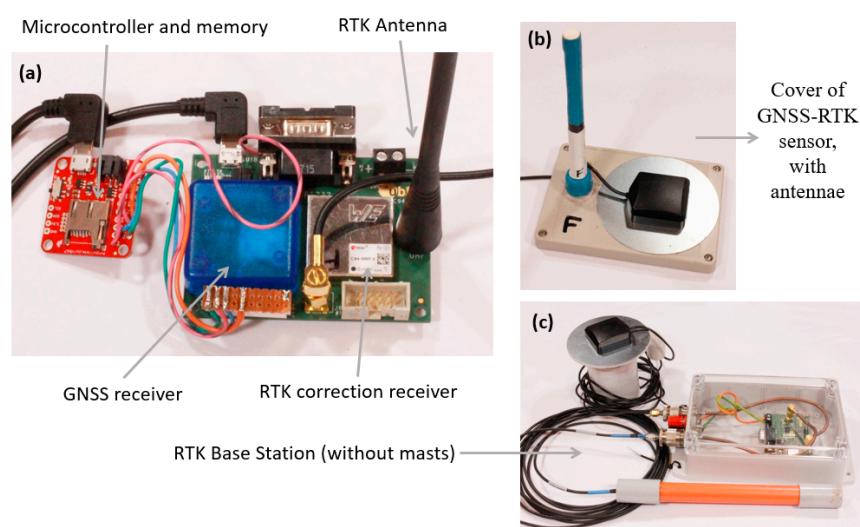 Microcontroller and memory
RTK Antenna
(a)
(b)
Cover of
GNSS-RTK
sensor,
with
antennae
F
F
WE
GNSS receiver
RTK correction receiver
(c)
RTK Base Station (without masts)